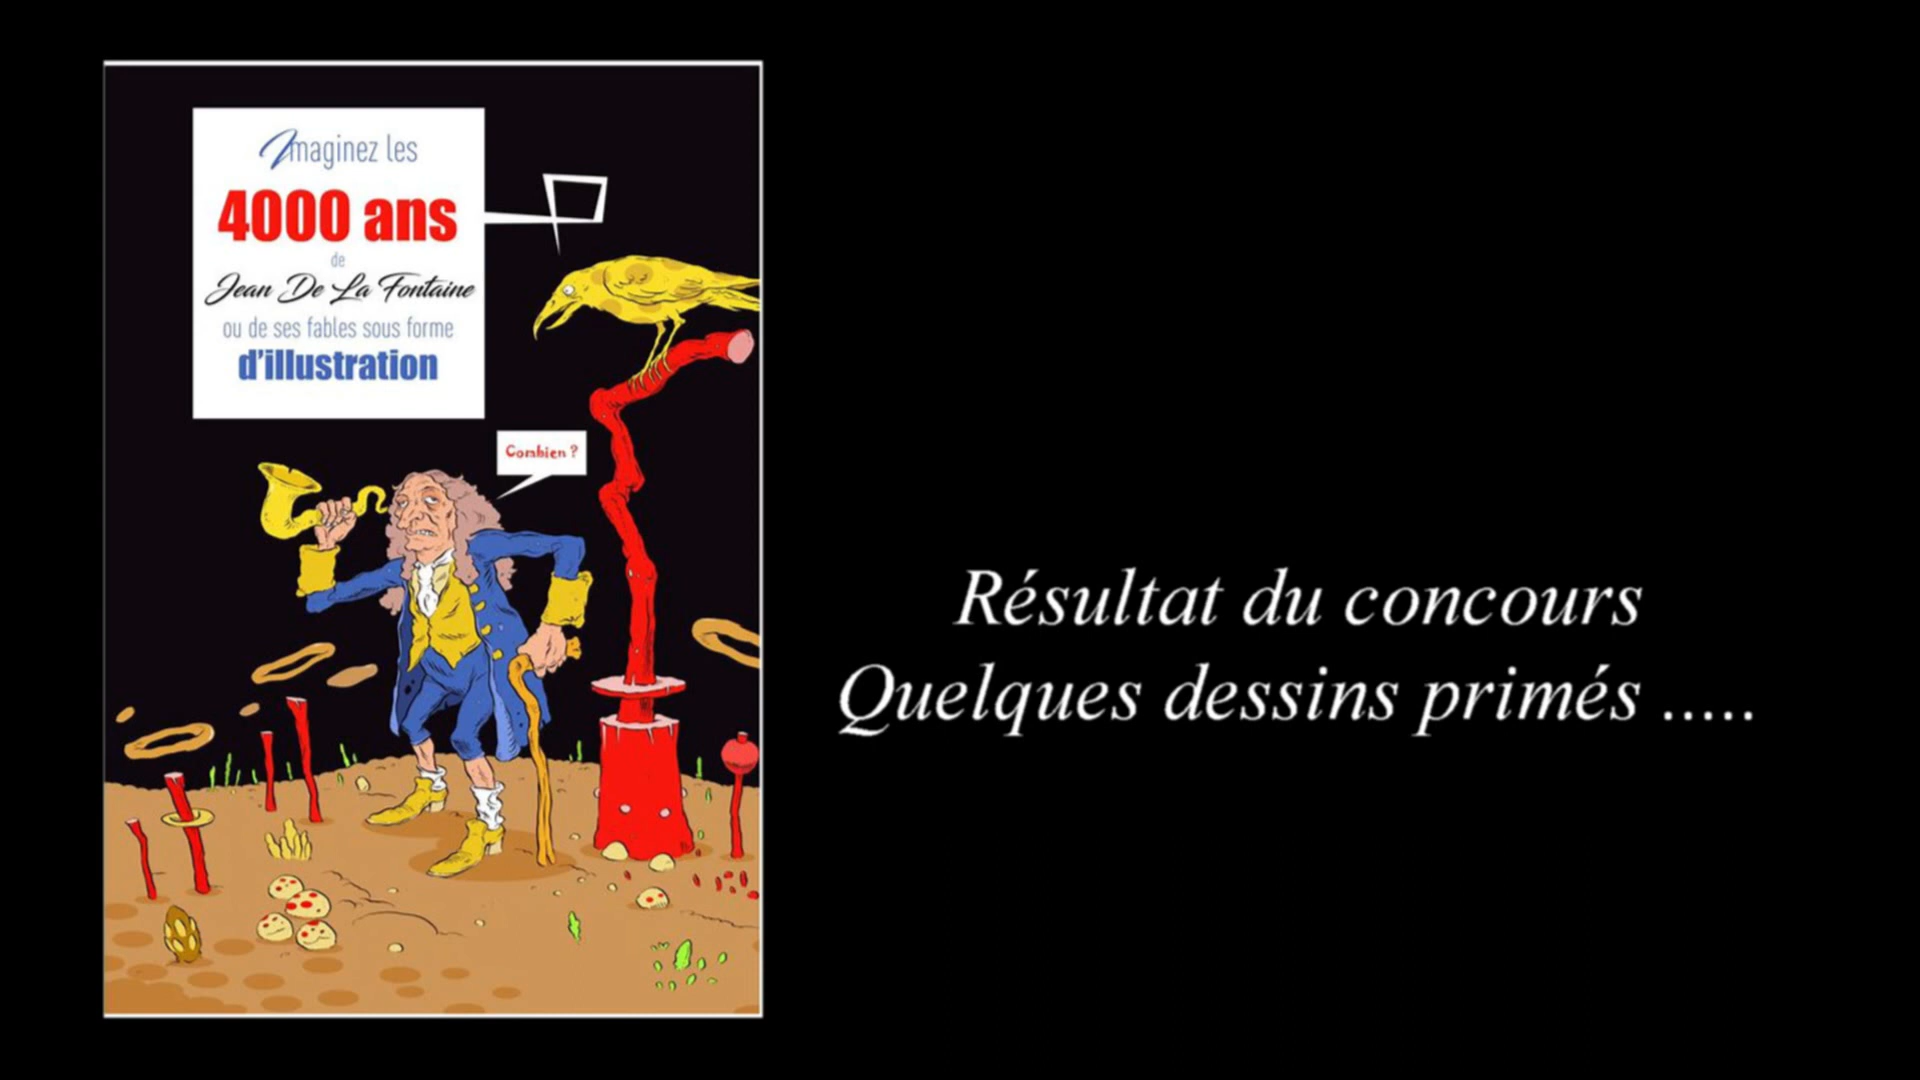 Imaginez les
4000 ans
de
Jean De La Fontaine
ou de ses fables sous forme
d'illustration
Combien ?
Résultat du concours
Quelques dessins primés .....